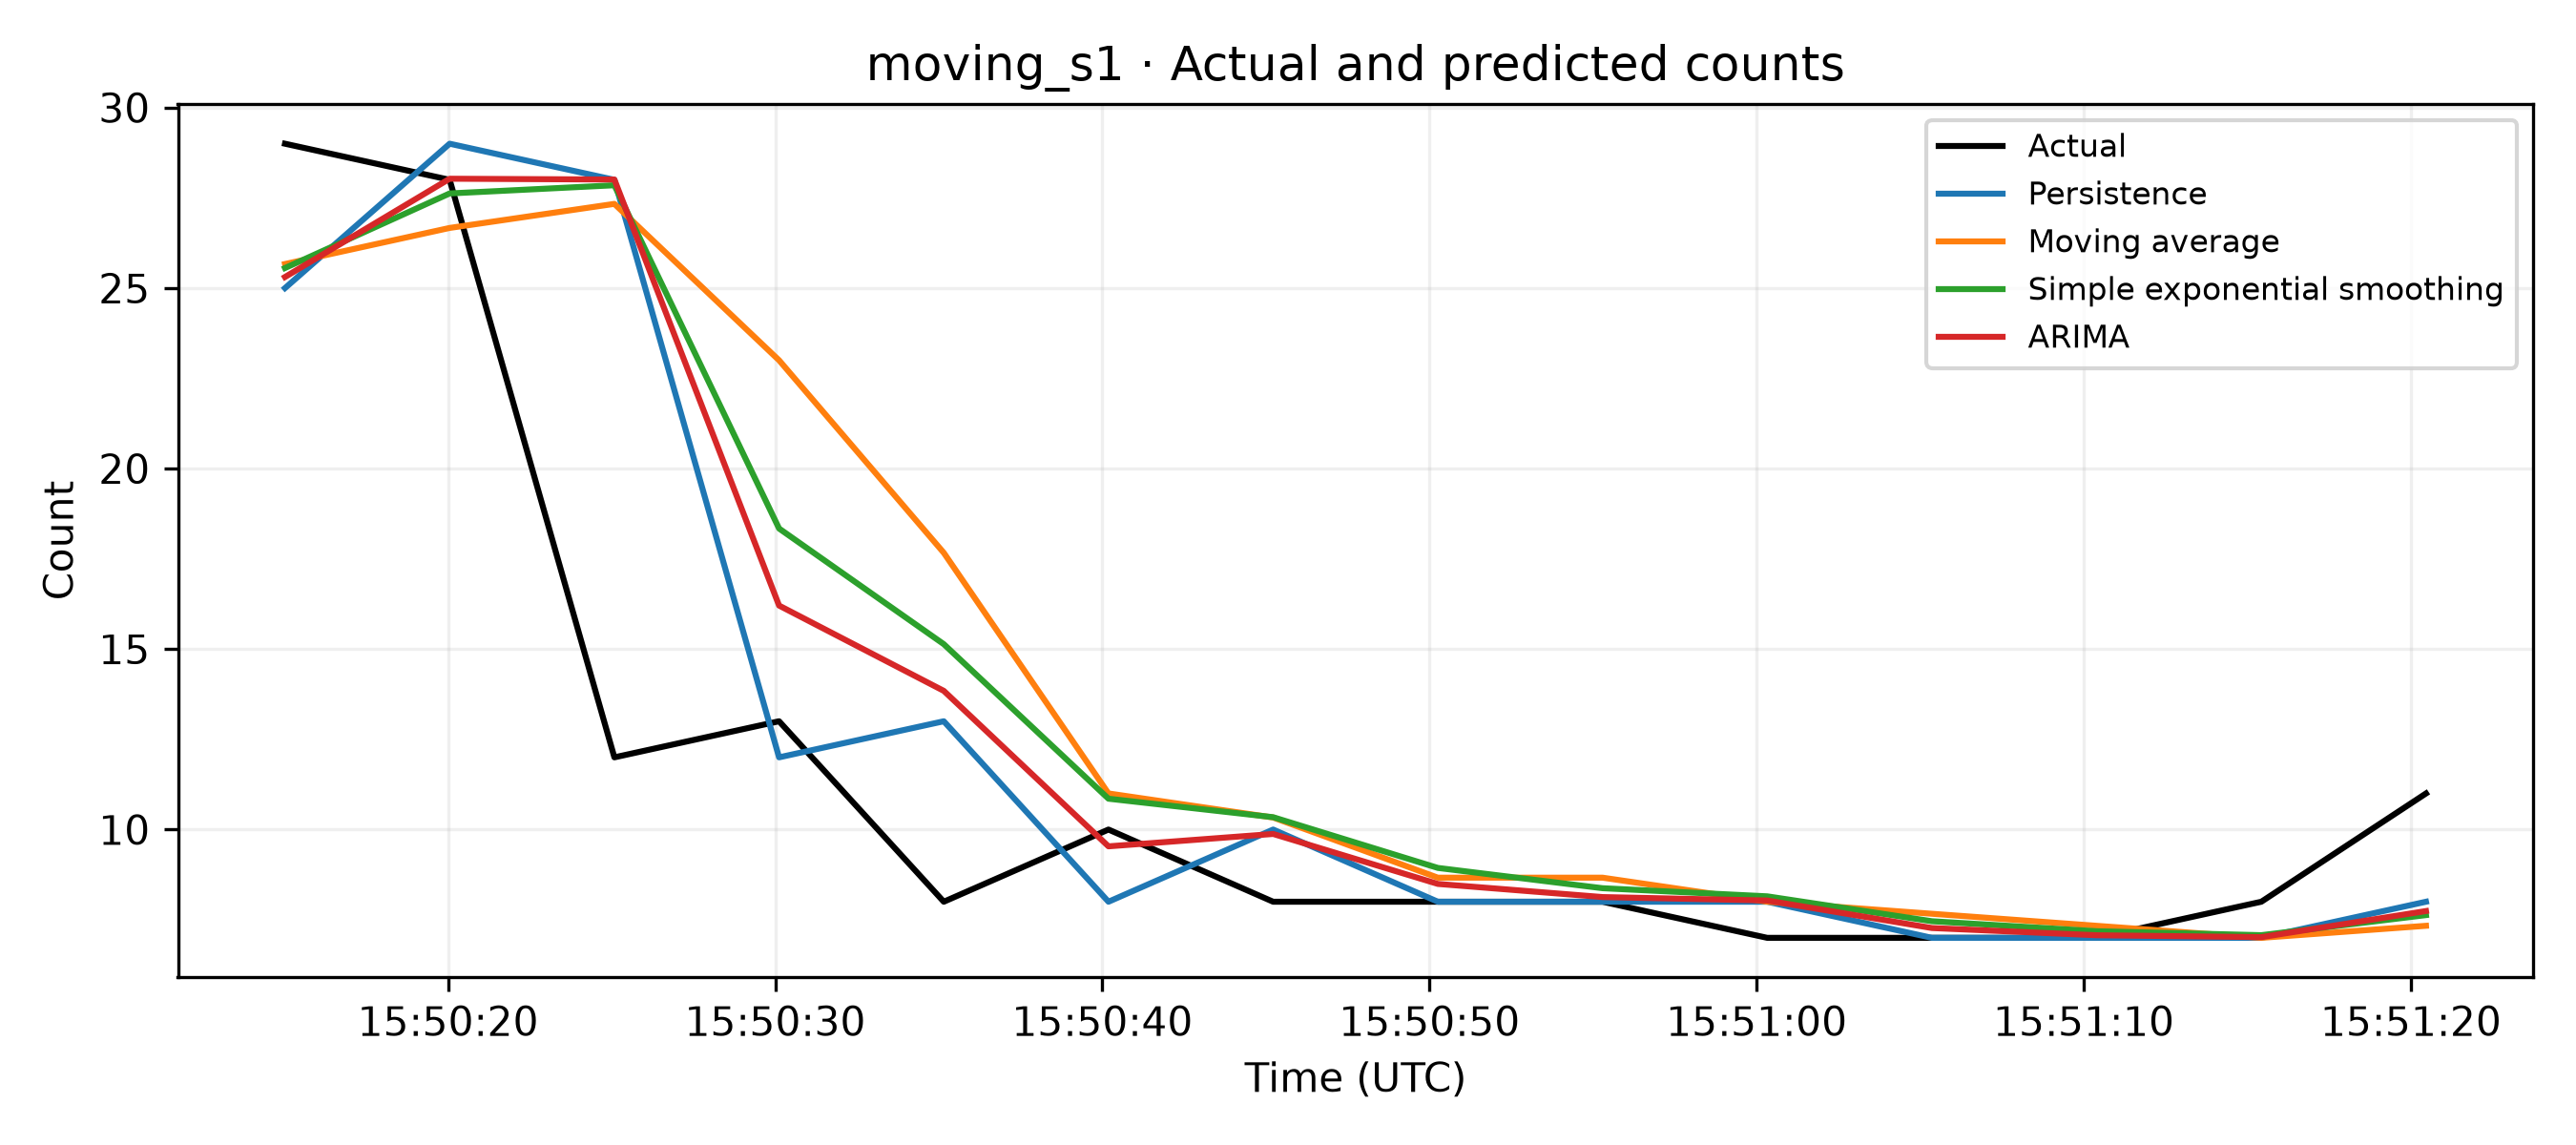 moving_s1 · Actual and predicted counts
30
25
20
15
10
Count
Actual
Persistence
Moving average
Simple exponential smoothing
ARIMA
15:50:20 15:50:30 15:50:40 15:50:50 15:51:00 15:51:10 15:51:20
Time (UTC)